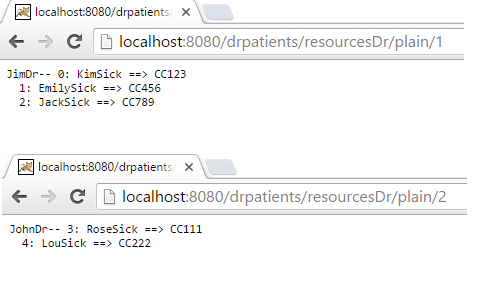 localhost:8080/drpatients
localhost:8080/drpatients/resourcesDr/plain/1
JimDr-- 0: KimSick ==> CC123
1: EmilySick ==> CC456
2: JackSick ==> CC789
localhost:8080/drpatients
localhost:8080/drpatients/resourcesDr/plain/2
JohnDr-- 3: RoseSick ==> CC111
4: LouSick ==> CC222